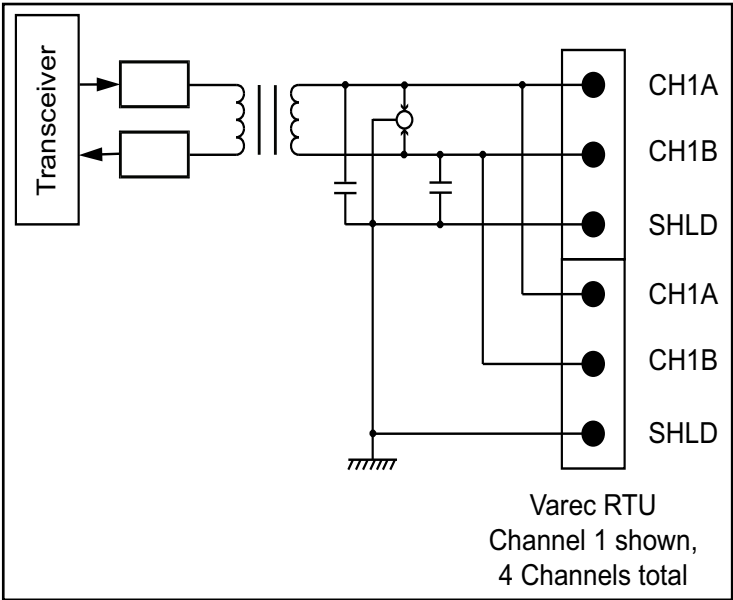 Transceiver
CH1A
CH1B
SHLD
CH1A
CH1B
SHLD
Varec RTU
Channel 1 shown,
4 Channels total